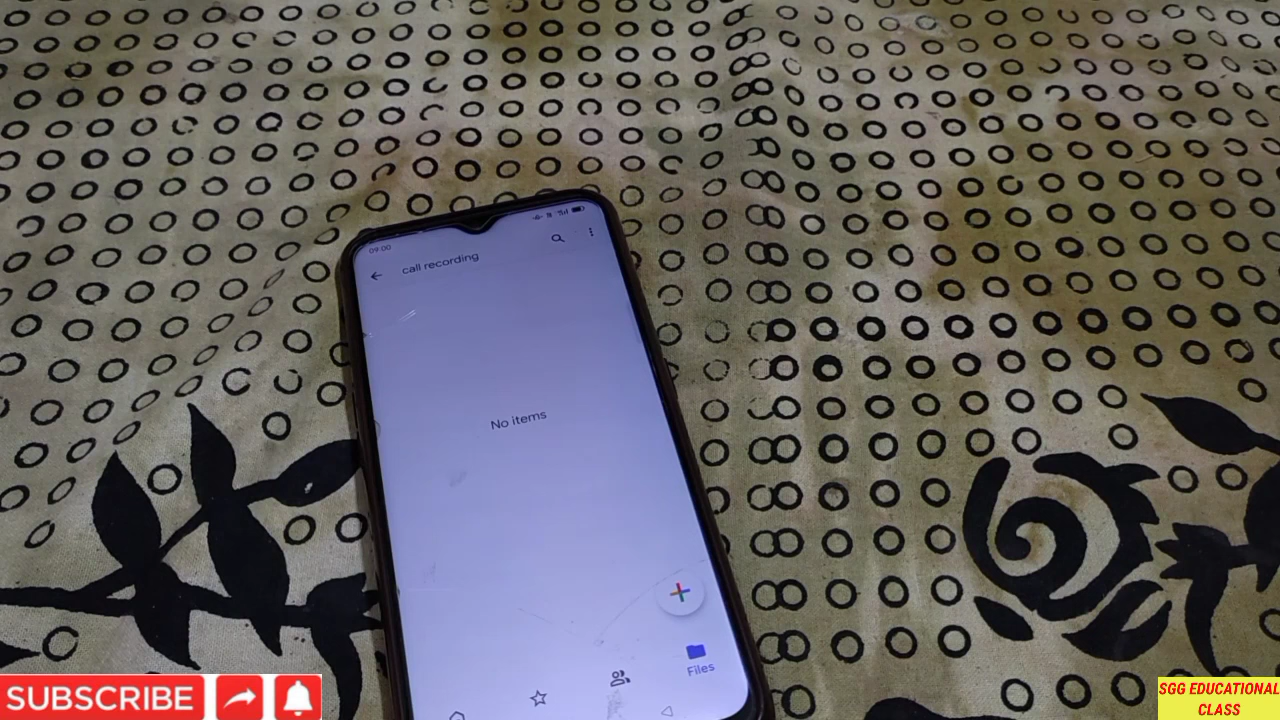 09:00
call recording
No items
Files
SUBSCRIBE
SGG EDUCATIONAL
CLASS